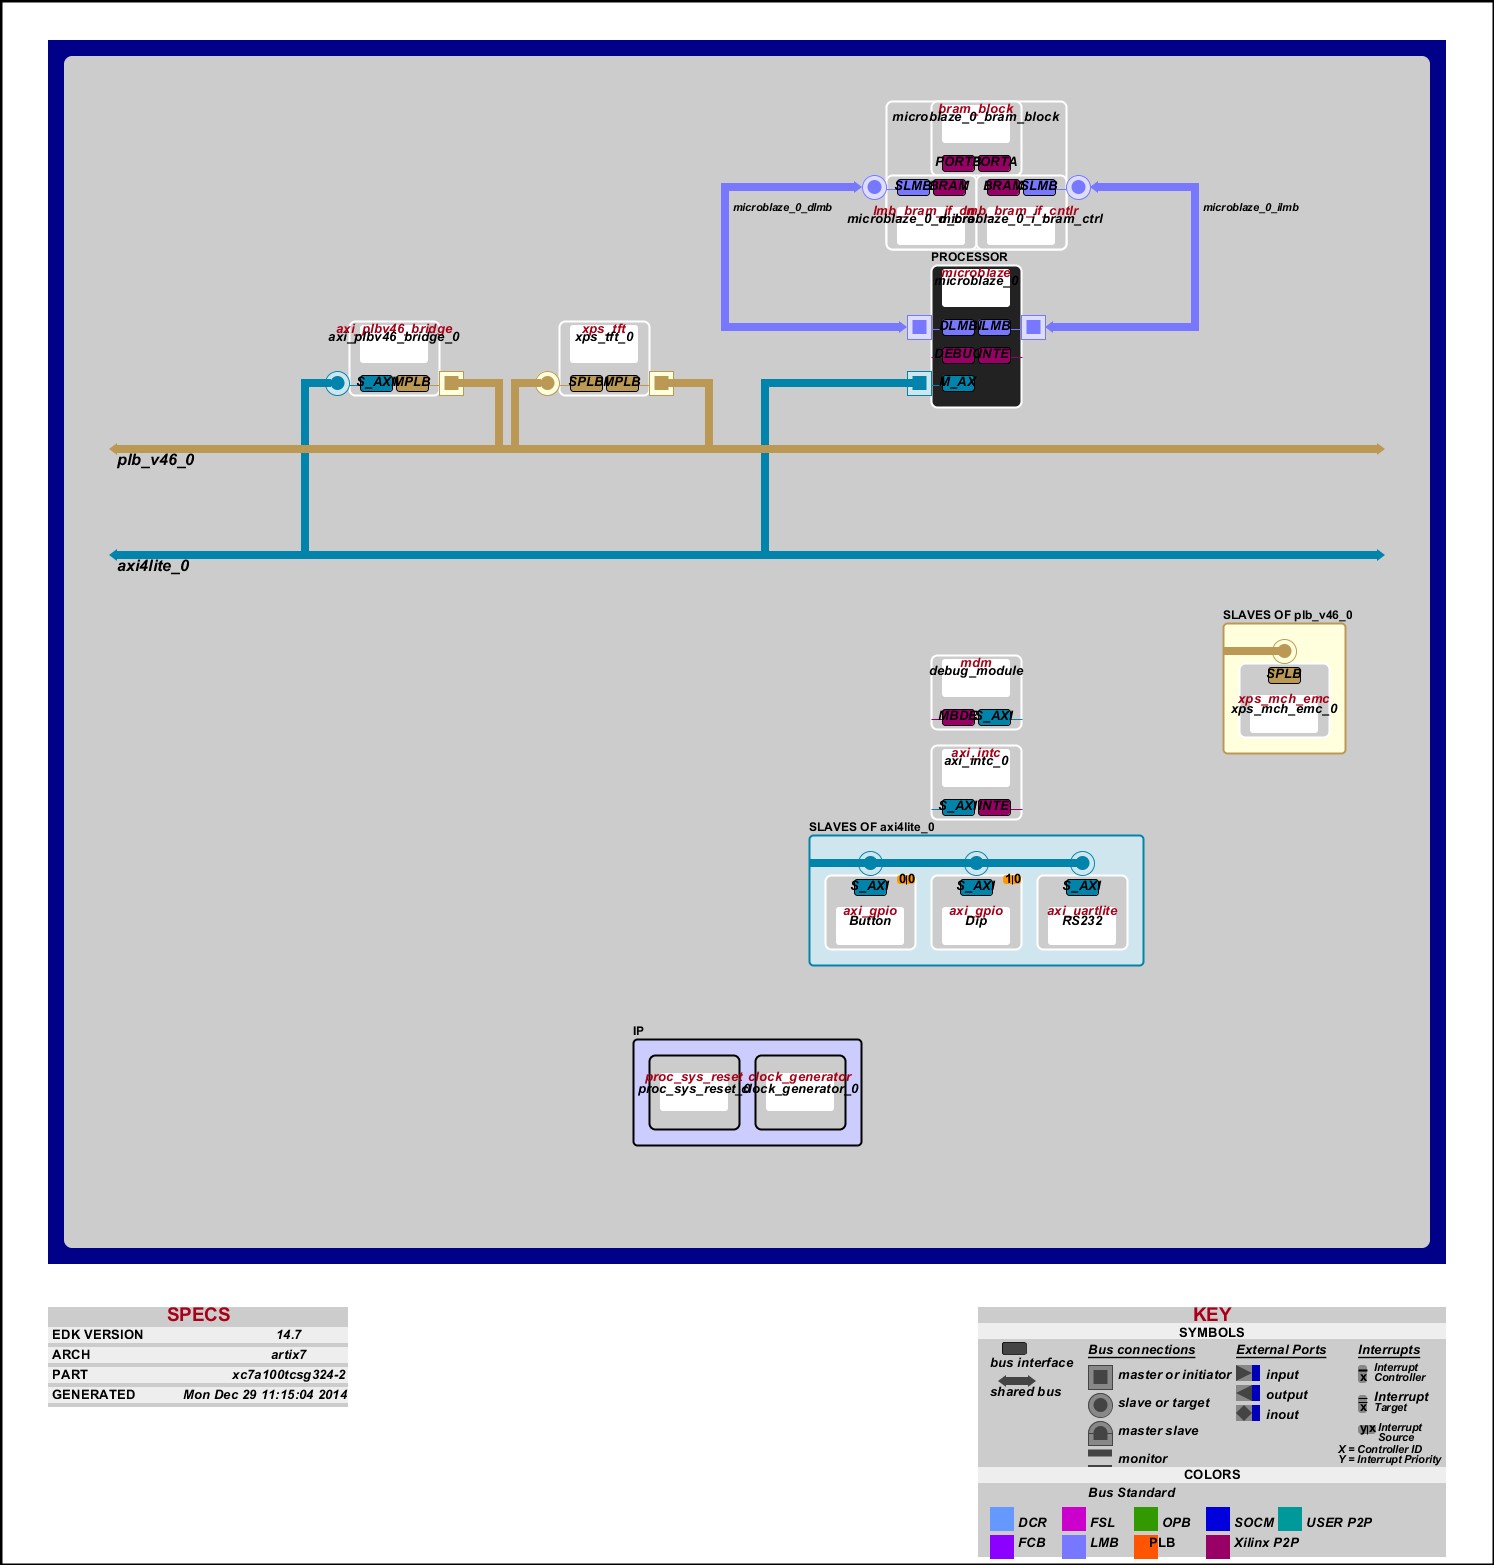 bram_block
microblaze_0_bram_block
PORTB PORTA
SLMB BRAM BRAM SLMB
microblaze_0_dlmb
microblaze_0_ilmb
lmb_bram_if_cntlr
microblaze_0_i_bram_ctrl
PROCESSOR
microblaze
microblaze_0
DLMB ILMB
DEBUG INTE
M_AX
axi_plbv46_bridge
axi_plbv46_bridge_0
S_AXI MPLB
xps_tft
xps_tft_0
SPLB MPLB
plb_v46_0
axi4lite_0
SLAVES OF plb_v46_0
SPLB
xps_mch_emc
xps_mch_emc_0
mdm
debug_module
MBDE S_AXI
axi_intc
axi_intc_0
S_AXI INTE
SLAVES OF axi4lite_0
S_AXI 0|0 S_AXI 1|0 S_AXI
axi_gpio axi_gpio axi_uartlite
Button Dip RS232
IP
proc_sys_reset clock_generator
proc_sys_reset_0 clock_generator_0
SPECS
EDK VERSION 14.7
ARCH artix7
PART xc7a100tcsg324-2
GENERATED Mon Dec 29 11:15:04 2014
KEY
SYMBOLS
bus interface
shared bus
Bus connections
master or initiator
slave or target
master slave
monitor
External Ports
input
output
inout
Interrupts
Interrupt
Controller
Interrupt
Target
y|x Interrupt
Source
X = Controller ID
Y = Interrupt Priority
COLORS
Bus Standard
DCR FSL OPB SOCM USER P2P
FCB LMB PLB Xilinx P2P